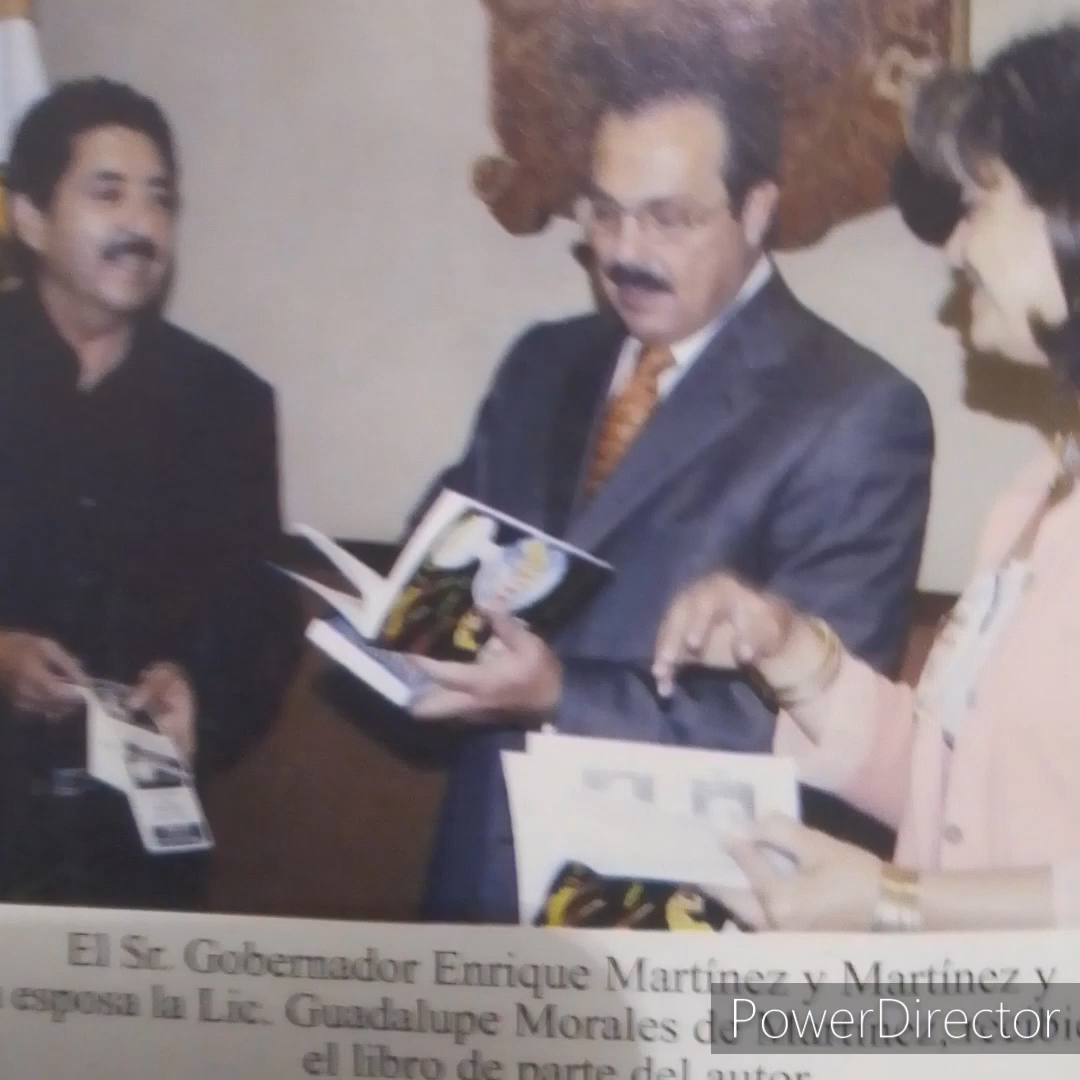 El Sr. Gobernador Enrique Martínez y Martínez y
esposa la Lic. Guadalupe Morales de Martínez,
el libro de parte del autor
PowerDirector